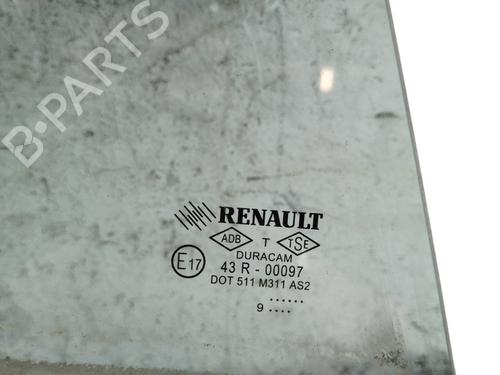 B-PARTS
RENAULT
ADB T TSE
DURACAM
E17 43 R - 00097
DOT 511 M311 AS2
......
9 ....